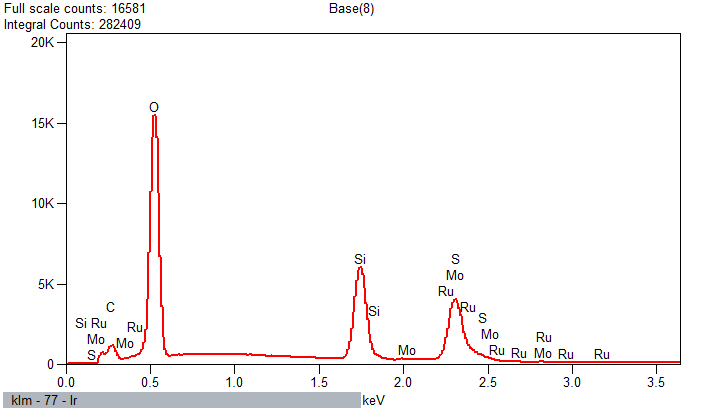 Full scale counts: 16581
Base(8)
Integral Counts: 282409
20K
O
15K
10K
Si
S
Mo
5K
Ru
Ru
C
Si
Si Ru
Ru
S
Mo
Mo
S
Mo
Ru
Ru
Ru
Mo
Ru
Ru
0
0.0 0.5 1.0 1.5 2.0 2.5 3.0 3.5
klm - 77 - Ir
keV